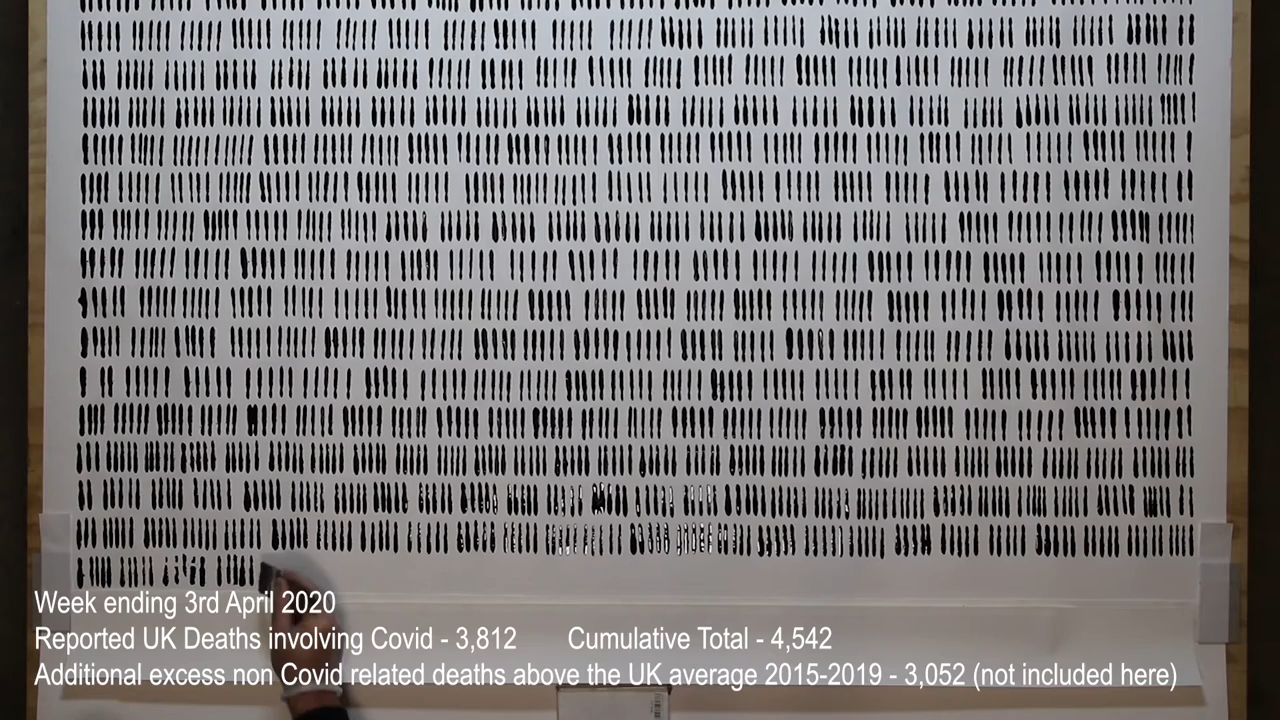 Week ending 3rd April 2020
Reported UK Deaths involving Covid - 3,812 Cumulative Total - 4,542
Additional excess non Covid related deaths above the UK average 2015-2019 - 3,052 (not included here)